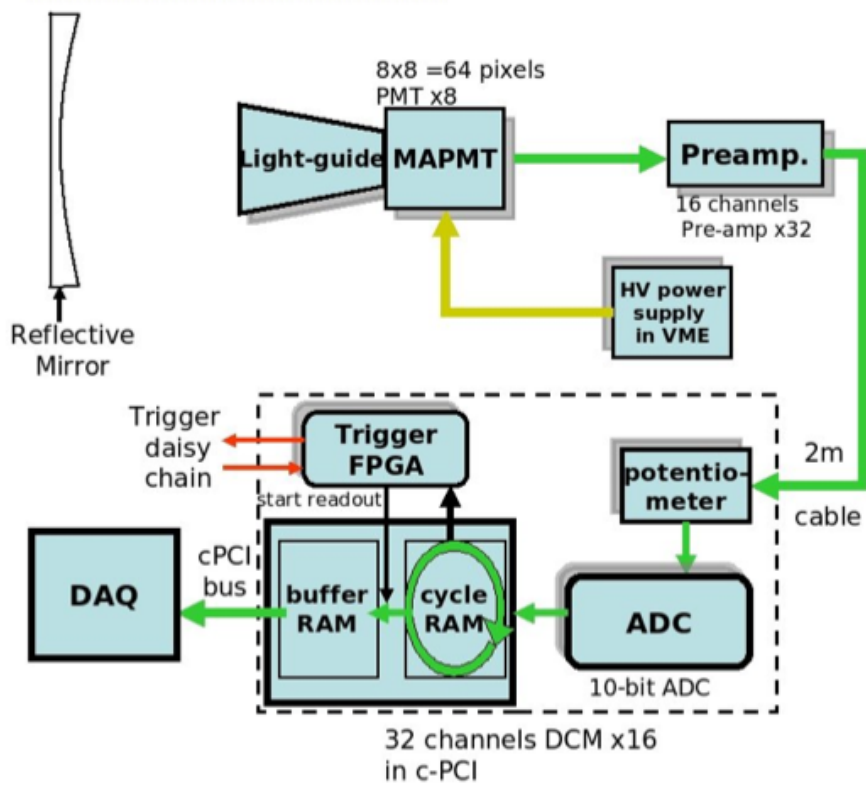 8x8 =64 pixels
PMT x8
Light-guide
MAPMT
Preamp.
16 channels
Pre-amp x32
HV power
supply
in VME
Reflective
Mirror
Trigger
daisy
chain
Trigger
FPGA
start readout
potentio-
meter
2m
cable
cPCI
bus
DAQ
buffer
RAM
cycle
RAM
ADC
10-bit ADC
32 channels DCM x16
in c-PCI